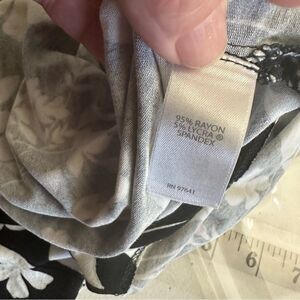 95% RAYON
5% LYCRA®
SPANDEX
RN 97641
6
7